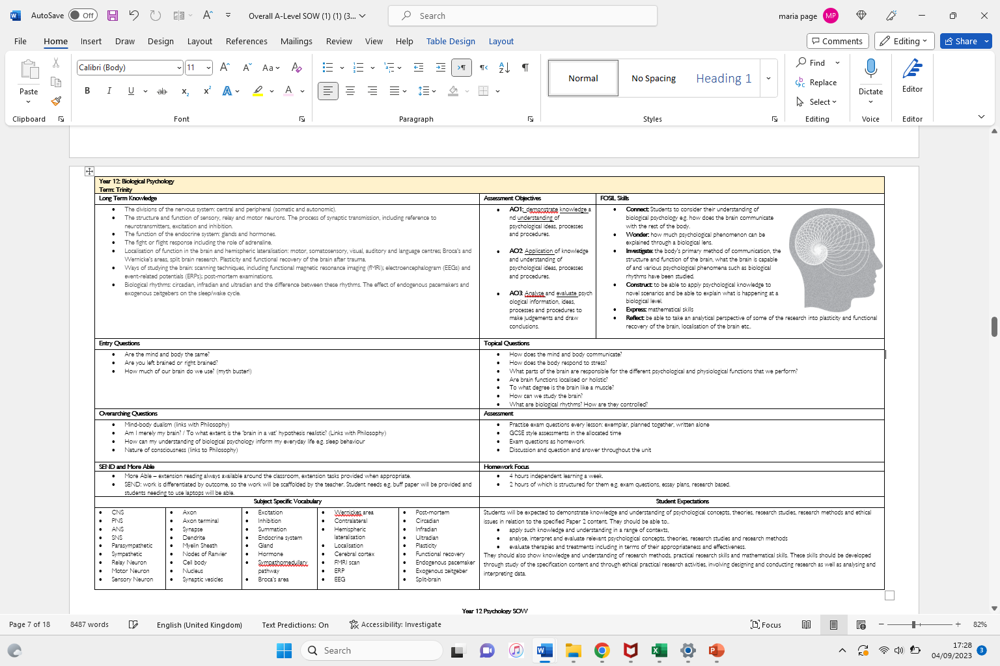 AutoSave Off Overall A-Level SOW (1) (1) (3... Search maria page MP
File Home Insert Draw Design Layout References Mailings Review View Help Table Design Layout Comments Editing Share
Paste
Calibri (Body) 11 Aa
B I U ab x2 x2 A A
Normal
No Spacing
Heading 1
Find
Replace
Select
Dictate
Editor
Clipboard Font Paragraph Styles Editing Voice Editor
Year 12: Biological Psychology
Term: Trinity
Long Term Knowledge
The divisions of the nervous system: central and peripheral (somatic and autonomic).
The structure and function of sensory, relay and motor neurons. The process of synaptic transmission, including reference to
neurotransmitters, excitation and inhibition.
The function of the endocrine system: glands and hormones.
The fight or flight response including the role of adrenaline.
Localisation of function in the brain and hemispheric lateralisation: motor, somatosensory, visual, auditory and language centres; Broca's and
Wernicke's areas, split brain research. Plasticity and functional recovery of the brain after trauma.
Ways of studying the brain: scanning techniques, including functional magnetic resonance imaging (fMRI); electroencephalogram (EEGs) and
event-related potentials (ERPs); post-mortem examinations.
Biological rhythms: circadian, infradian and ultradian and the difference between these rhythms. The effect of endogenous pacemakers and
exogenous zeitgebers on the sleep/wake cycle.
Assessment Objectives
AO1: demonstrate knowledge a
nd understanding of
psychological ideas, processes
and procedures.
AO2: Application of knowledge
and understanding of
psychological ideas, processes
and procedures.
AO3: Analyse and evaluate psych
ological information, ideas,
processes and procedures to
make judgements and draw
conclusions.
FOSIL Skills
Connect: Students to consider their understanding of
biological psychology e.g. how does the brain communicate
with the rest of the body.
Wonder: how much psychological phenomenon can be
explained through a biological lens.
Investigate: the body's primary method of communication, the
structure and function of the brain, what the brain is capable
of and various psychological phenomena such as biological
rhythms have been studied.
Construct: to be able to apply psychological knowledge to
novel scenarios and be able to explain what is happening at a
biological level.
Express: mathematical skills
Reflect: be able to take an analytical perspective of some of the research into plasticity and functional
recovery of the brain, localisation of the brain etc..
Entry Questions
Are the mind and body the same?
Are you left brained or right brained?
How much of our brain do we use? (myth buster!)
Topical Questions
How does the mind and body communicate?
How does the body respond to stress?
What parts of the brain are responsible for the different psychological and physiological functions that we perform?
Are brain functions localised or holistic?
To what degree is the brain like a muscle?
How can we study the brain?
What are biological rhythms? How are they controlled?
Overarching Questions
Mind-body dualism (links with Philosophy)
Am I merely my brain? / To what extent is the 'brain in a vat' hypothesis realistic? (Links with Philosophy)
How can my understanding of biological psychology inform my everyday life e.g. sleep behaviour
Nature of consciousness (links to Philosophy)
Assessment
Practise exam questions every lesson: exemplar, planned together, written alone
GCSE style assessments in the allocated time
Exam questions as homework
Discussion and question and answer throughout the unit
SEND and More Able
More Able – extension reading always available around the classroom, extension tasks provided when appropriate.
SEND: work is differentiated by outcome, so the work will be scaffolded by the teacher. Student needs e.g. buff paper will be provided and
students needing to use laptops will be able.
Homework Focus
4 hours independent learning a week.
2 hours of which is structured for them e.g. exam questions, essay plans, research based.
Subject Specific Vocabulary
CNS
PNS
ANS
SNS
Parasympathetic
Sympathetic
Relay Neuron
Motor Neuron
Sensory Neuron
Axon
Axon terminal
Synapse
Dendrite
Myelin Sheath
Nodes of Ranvier
Cell body
Nucleus
Synaptic vesicles
Excitation
Inhibition
Summation
Endocrine system
Gland
Hormone
Sympathomedullary
pathway
Broca's area
Wernickes area
Contralateral
Hemispheric
lateralisation
Localisation
Cerebral cortex
FMRI scan
ERP
EEG
Post-mortem
Circadian
Infradian
Ultradian
Plasticity
Functional recovery
Endogenous pacemaker
Exogenous zeitgeber
Split-brain
Student Expectations
Students will be expected to demonstrate knowledge and understanding of psychological concepts, theories, research studies, research methods and ethical
issues in relation to the specified Paper 2 content. They should be able to..
apply such knowledge and understanding in a range of contexts,
analyse, interpret and evaluate relevant psychological concepts, theories, research studies and research methods
evaluate therapies and treatments including in terms of their appropriateness and effectiveness.
They should also show knowledge and understanding of research methods, practical research skills and mathematical skills. These skills should be developed
through study of the specification content and through ethical practical research activities, involving designing and conducting research as well as analysing and
interpreting data.
Year 12 Psychology SOW
Page 7 of 18 8487 words English (United Kingdom) Text Predictions: On Accessibility: Investigate Focus 82%
Search
17:28
04/09/2023
3